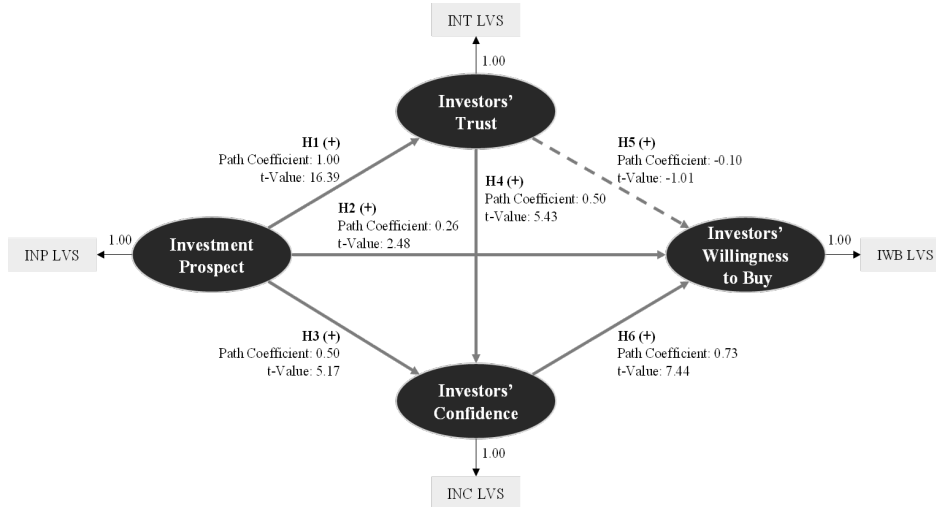 INT LVS
1.00
Investors'
Trust
H1 (+)
Path Coefficient: 1.00
t-Value: 16.39
H5 (+)
Path Coefficient: -0.10
t-Value: -1.01
H4 (+)
Path Coefficient: 0.50
t-Value: 5.43
H2 (+)
Path Coefficient: 0.26
t-Value: 2.48
INP LVS
1.00
Investment
Prospect
Investors'
Willingness
to Buy
1.00
IWB LVS
H3 (+)
Path Coefficient: 0.50
t-Value: 5.17
H6 (+)
Path Coefficient: 0.73
t-Value: 7.44
Investors'
Confidence
1.00
INC LVS